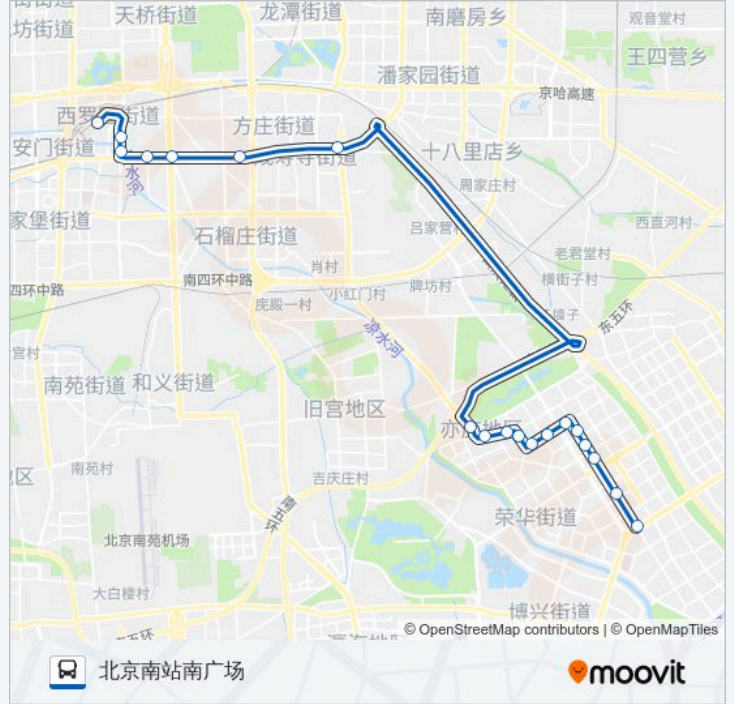 天桥街道
龙潭街道
南磨房乡
观音堂村
坊街道
王四营乡
潘家园街道
京哈高速
西罗 街道
方庄街道
安门街道
十八里店乡
水河
周家庄村
家堡街道
吕家营
西直河村
石榴庄街道
老君堂村
肖村
南四环中路
牌坊村
横街子村
四环中路
小红门村
庑殿一村
东五环
凉水河
宫村
南苑街道
和义街道
旧宫地区
亦 地区
南苑村
吉庆庄村
南五环
荣华街道
北京南苑机场
大白楼村
博兴街道
© OpenStreetMap contributors | © OpenMapTiles
北京南站南广场
moovit